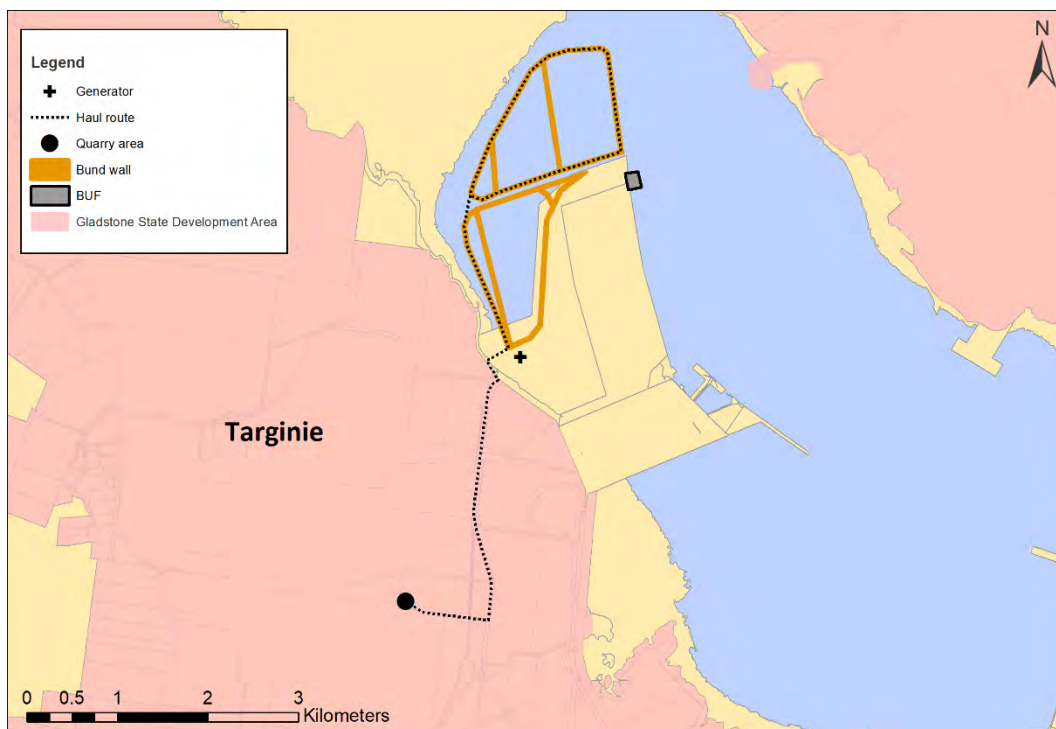 N
Legend
Generator
Haul route
Quarry area
Bund wall
BUF
Gladstone State Development Area
Targinie
0 0.5 1 2 3
Kilometers